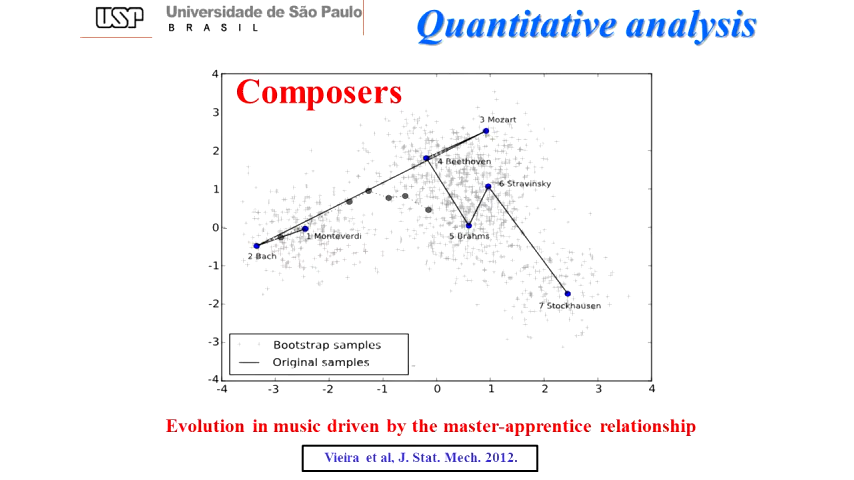 USP
Universidade de São Paulo
BRASIL
Quantitative analysis
Composers
4
3
2
1
0
-1
-2
-3
-4
3 Mozart
4 Beethoven
6 Stravinsky
1 Monteverdi
5 Brahms
2 Bach
7 Stockhausen
Bootstrap samples
Original samples
-4 -3 -2 -1 0 1 2 3 4
Evolution in music driven by the master-apprentice relationship
Vieira et al, J. Stat. Mech. 2012.